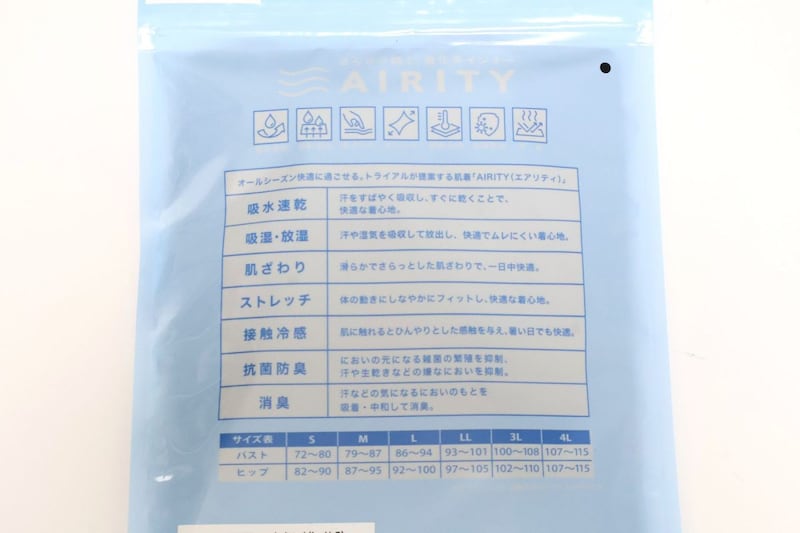 AIRITY
オールシーズン快適に過ごせる。トライアルが提案する肌着「AIRITY（エアリティ）」
吸水速乾 汗をすばやく吸収し、すぐに乾くことで、
快適な着心地。
吸湿・放湿 汗や湿気を吸収して放出し、快適でムレにくい着心地。
肌ざわり 滑らかでさらっとした肌ざわりで、一日中快適。
ストレッチ 体の動きにしなやかにフィットし、快適な着心地。
接触冷感 肌に触れるとひんやりとした感触を与え、暑い日でも快適。
抗菌防臭 においの元になる雑菌の繁殖を抑制、
汗や生乾きなどの嫌なにおいを抑制。
消臭 汗などの気になるにおいのもとを
吸着・中和して消臭。
サイズ表 S M L LL 3L 4L
バスト 72〜80 79〜87 86〜94 93〜101 100〜108 107〜115
ヒップ 82〜90 87〜95 92〜100 97〜105 102〜110 107〜115